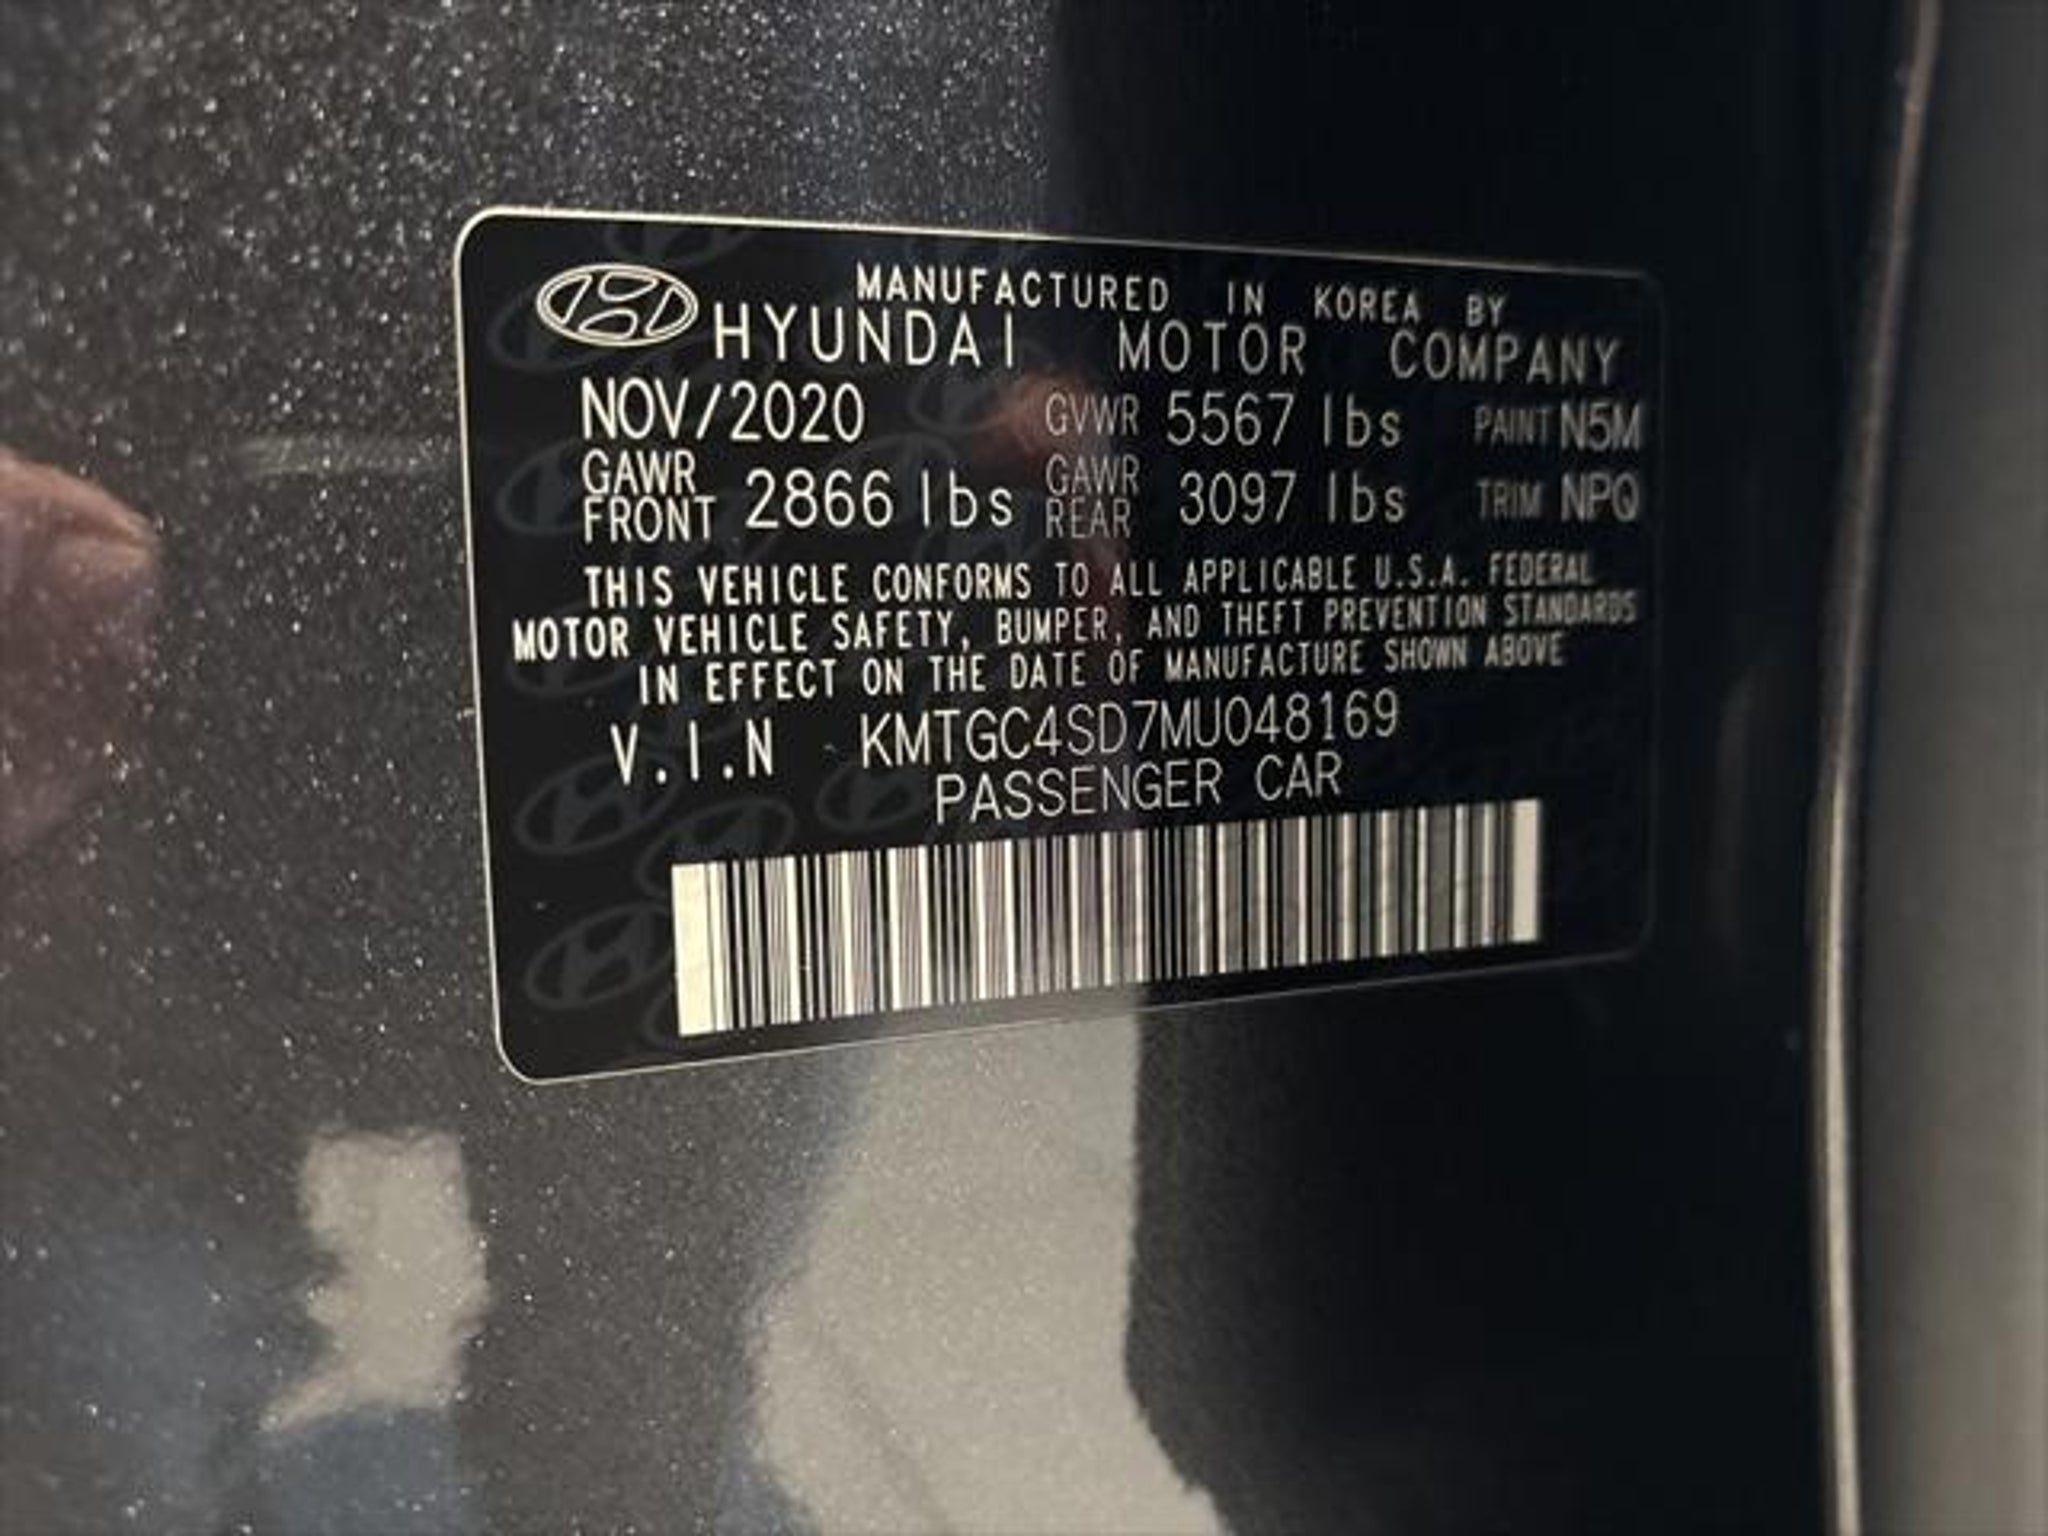 MANUFACTURED IN KOREA BY
HYUNDAI MOTOR COMPANY
NOV/2020 GVWR 5567 lbs PAINT N5M
GAWR FRONT 2866 lbs GAWR REAR 3097 lbs TRIM NPQ
THIS VEHICLE CONFORMS TO ALL APPLICABLE U.S.A. FEDERAL
MOTOR VEHICLE SAFETY, BUMPER, AND THEFT PREVENTION STANDARDS
IN EFFECT ON THE DATE OF MANUFACTURE SHOWN ABOVE
V.I.N KMTGC4SD7MU048169
PASSENGER CAR